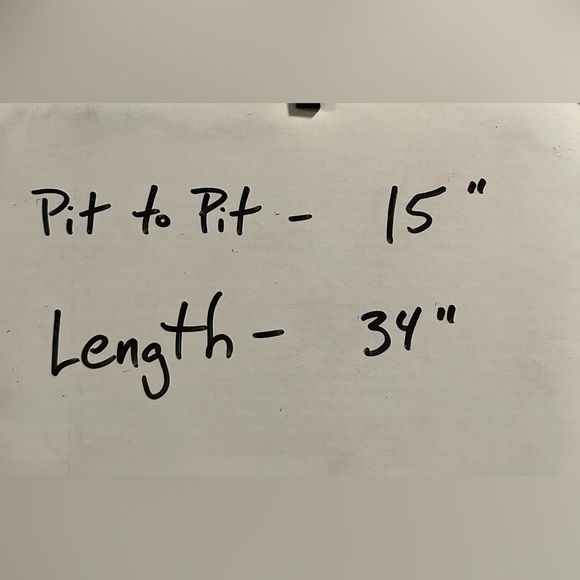 Pit to Pit - 15"
Length - 34"